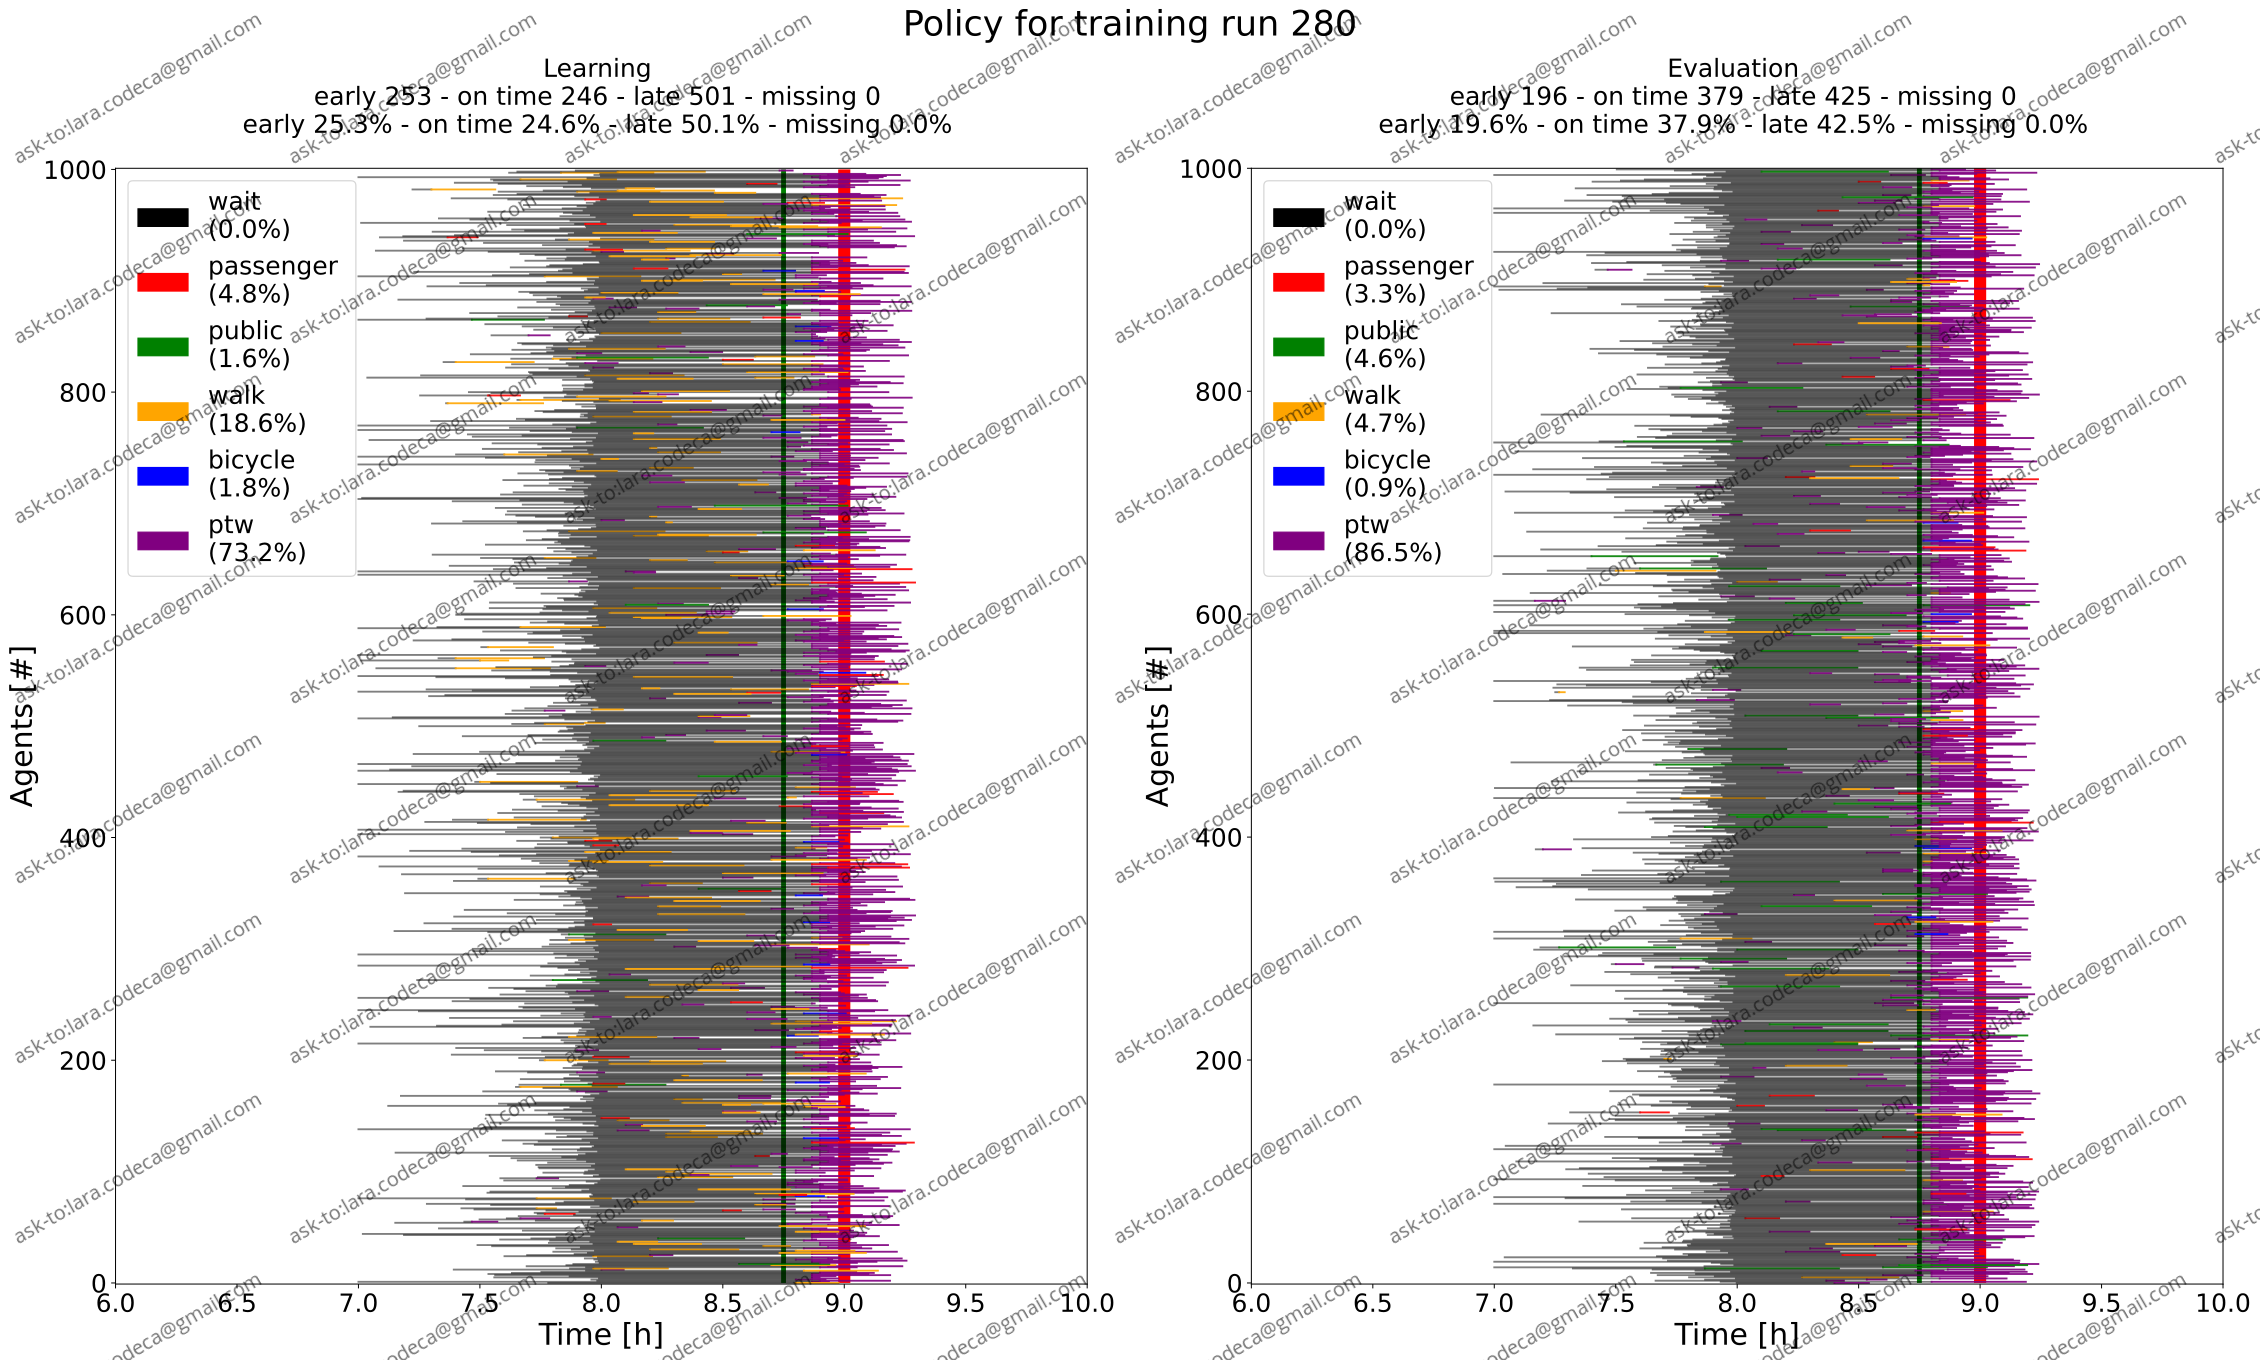 Policy for training run 280
Learning
early 253 - on time 246 - late 501 - missing 0
early 25.3% - on time 24.6% - late 50.1% - missing 0.0%
1000
800
600
400
200
0
Agents [#]
wait
(0.0%)
passenger
(4.8%)
public
(1.6%)
walk
(18.6%)
bicycle
(1.8%)
ptw
(73.2%)
6.0 6.5 7.0 7.5 8.0 8.5 9.0 9.5 10.0
Time [h]
Evaluation
early 196 - on time 379 - late 425 - missing 0
early 19.6% - on time 37.9% - late 42.5% - missing 0.0%
1000
800
600
400
200
0
Agents [#]
wait
(0.0%)
passenger
(3.3%)
public
(4.6%)
walk
(4.7%)
bicycle
(0.9%)
ptw
(86.5%)
6.0 6.5 7.0 7.5 8.0 8.5 9.0 9.5 10.0
Time [h]
ask-to:lara.codeca@gmail.com